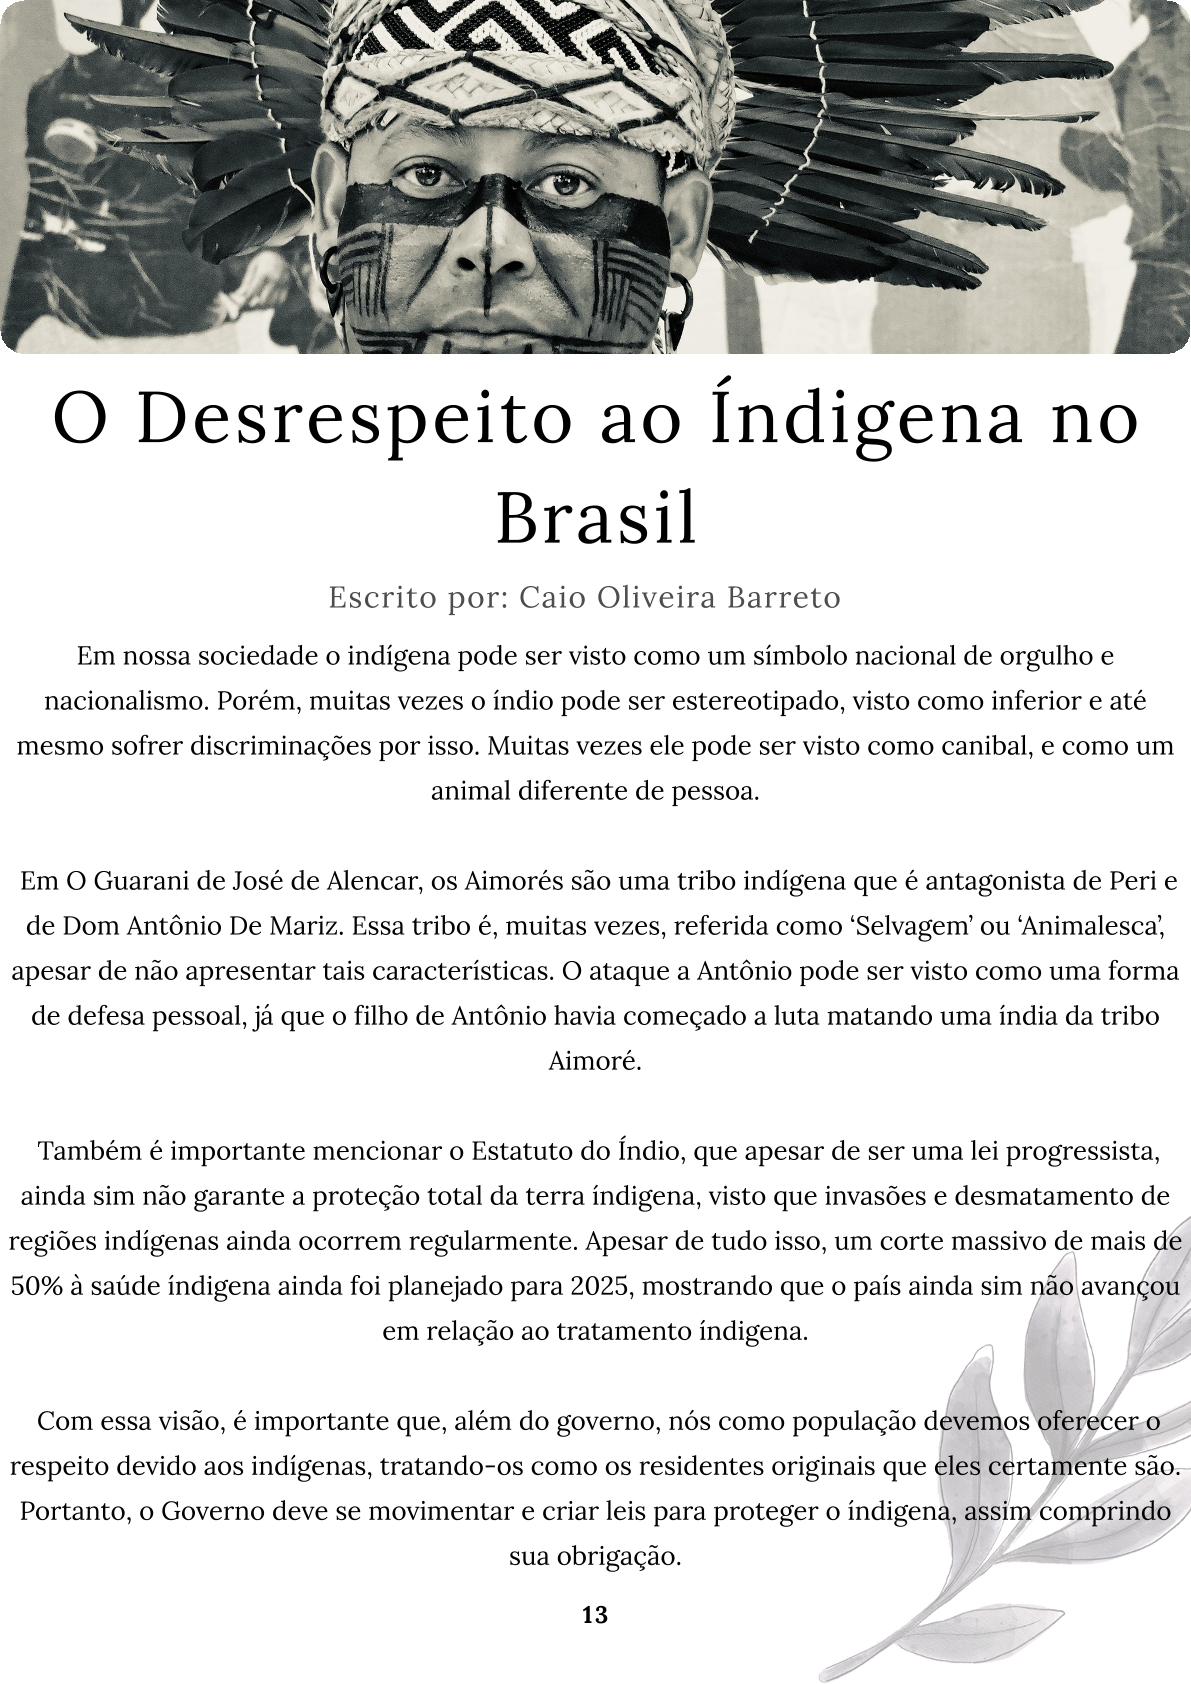 O Desrespeito ao Índigena no
Brasil
Escrito por: Caio Oliveira Barreto
Em nossa sociedade o indígena pode ser visto como um símbolo nacional de orgulho e
nacionalismo. Porém, muitas vezes o índio pode ser estereotipado, visto como inferior e até
mesmo sofrer discriminações por isso. Muitas vezes ele pode ser visto como canibal, e como um
animal diferente de pessoa.
Em O Guarani de José de Alencar, os Aimorés são uma tribo indígena que é antagonista de Peri e
de Dom Antônio De Mariz. Essa tribo é, muitas vezes, referida como ‘Selvagem’ ou ‘Animalesca’,
apesar de não apresentar tais características. O ataque a Antônio pode ser visto como uma forma
de defesa pessoal, já que o filho de Antônio havia começado a luta matando uma índia da tribo
Aimoré.
Também é importante mencionar o Estatuto do Índio, que apesar de ser uma lei progressista,
ainda sim não garante a proteção total da terra índigena, visto que invasões e desmatamento de
regiões indígenas ainda ocorrem regularmente. Apesar de tudo isso, um corte massivo de mais de
50% à saúde índigena ainda foi planejado para 2025, mostrando que o país ainda sim não avançou
em relação ao tratamento índigena.
Com essa visão, é importante que, além do governo, nós como população devemos oferecer o
respeito devido aos indígenas, tratando-os como os residentes originais que eles certamente são.
Portanto, o Governo deve se movimentar e criar leis para proteger o índigena, assim comprindo
sua obrigação.
13